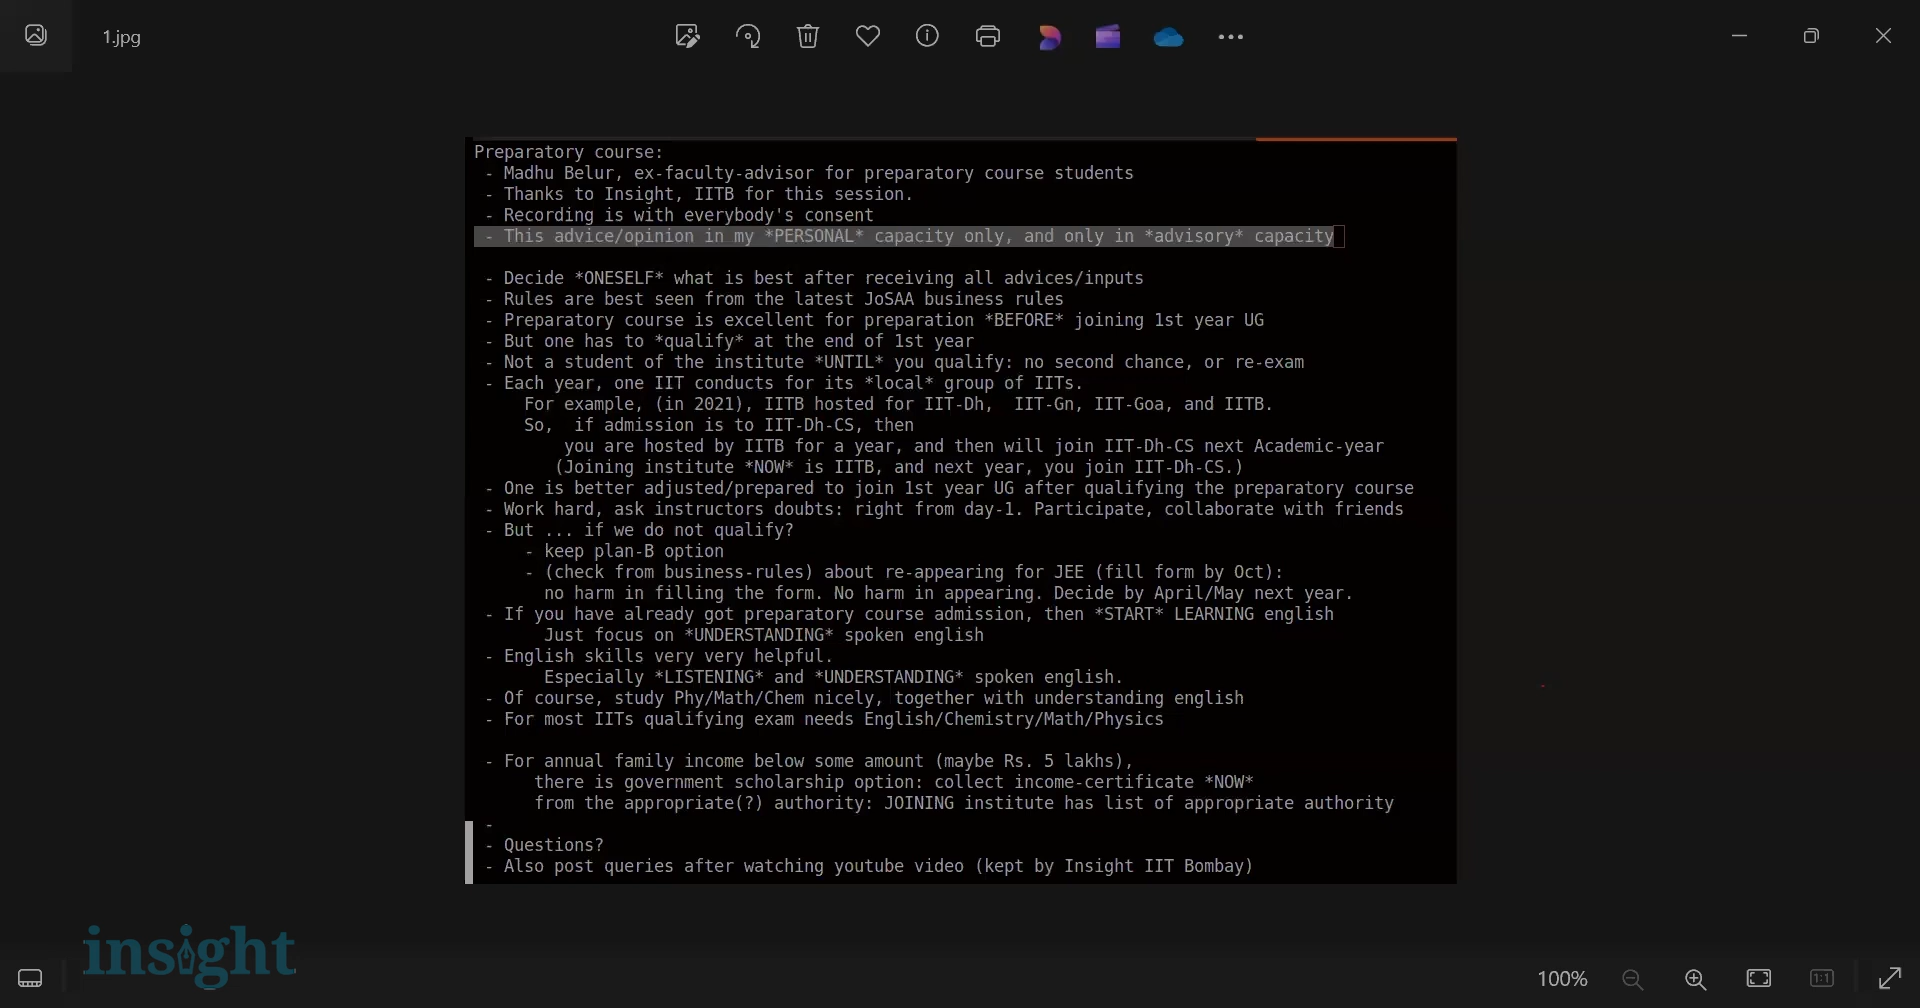 1.jpg
Preparatory course:
- Madhu Belur, ex-faculty-advisor for preparatory course students
- Thanks to Insight, IITB for this session.
- Recording is with everybody's consent
- This advice/opinion in my *PERSONAL* capacity only, and only in *advisory* capacity
- Decide *ONESELF* what is best after receiving all advices/inputs
- Rules are best seen from the latest JoSAA business rules
- Preparatory course is excellent for preparation *BEFORE* joining 1st year UG
- But one has to *qualify* at the end of 1st year
- Not a student of the institute *UNTIL* you qualify: no second chance, or re-exam
- Each year, one IIT conducts for its *local* group of IITs.
For example, (in 2021), IITB hosted for IIT-Dh, IIT-Gn, IIT-Goa, and IITB.
So, if admission is to IIT-Dh-CS, then
you are hosted by IITB for a year, and then will join IIT-Dh-CS next Academic-year
(Joining institute *NOW* is IITB, and next year, you join IIT-Dh-CS.)
- One is better adjusted/prepared to join 1st year UG after qualifying the preparatory course
- Work hard, ask instructors doubts: right from day-1. Participate, collaborate with friends
- But ... if we do not qualify?
- keep plan-B option
- (check from business-rules) about re-appearing for JEE (fill form by Oct):
no harm in filling the form. No harm in appearing. Decide by April/May next year.
- If you have already got preparatory course admission, then *START* LEARNING english
Just focus on *UNDERSTANDING* spoken english
- English skills very very helpful.
Especially *LISTENING* and *UNDERSTANDING* spoken english.
- Of course, study Phy/Math/Chem nicely, together with understanding english
- For most IITs qualifying exam needs English/Chemistry/Math/Physics
- For annual family income below some amount (maybe Rs. 5 lakhs),
there is government scholarship option: collect income-certificate *NOW*
from the appropriate(?) authority: JOINING institute has list of appropriate authority
-
- Questions?
- Also post queries after watching youtube video (kept by Insight IIT Bombay)
insight
100%
1:1